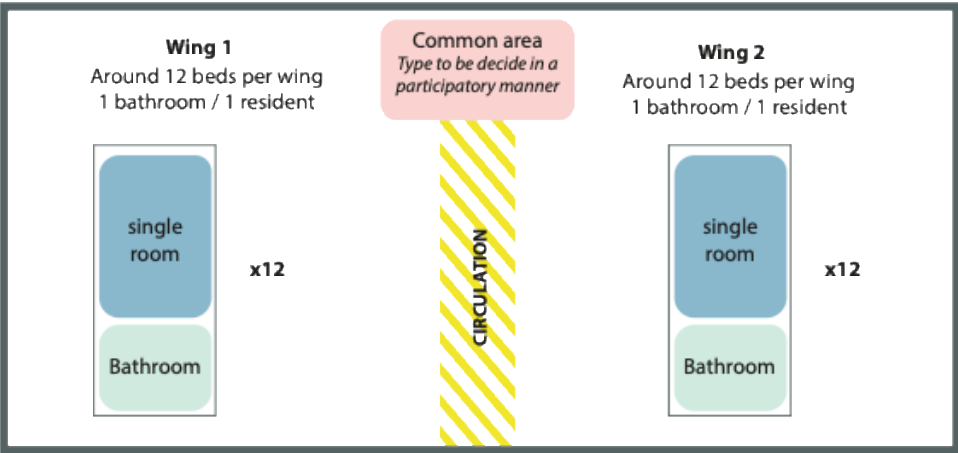 Wing 1
Around 12 beds per wing
1 bathroom / 1 resident
single
room
x12
Bathroom
Common area
Type to be decide in a
participatory manner
CIRCULATION
Wing 2
Around 12 beds per wing
1 bathroom / 1 resident
single
room
x12
Bathroom